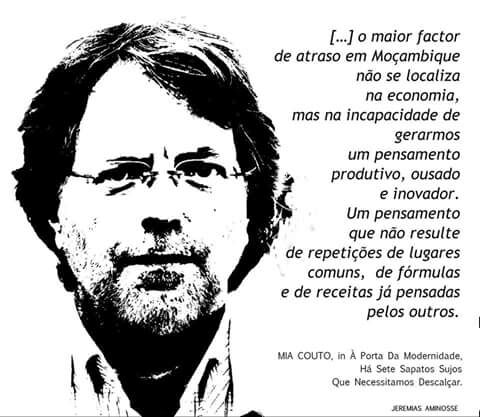 [...] o maior factor
de atraso em Moçambique
não se localiza
na economia,
mas na incapacidade de
gerarmos
um pensamento
produtivo, ousado
e inovador.
Um pensamento
que não resulte
de repetições de lugares
comuns, de fórmulas
e de receitas já pensadas
pelos outros.
MIA COUTO, in À Porta Da Modernidade,
Há Sete Sapatos Sujos
Que Necessitamos Descalçar.
JEREMIAS AMINOSSE